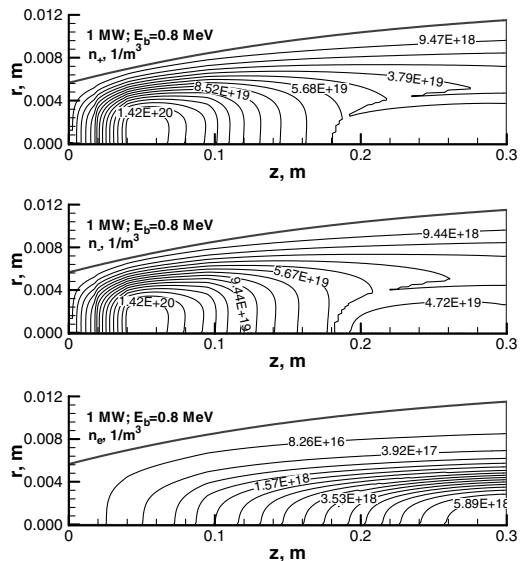 0.012
0.008
0.004
0.000
r, m
1 MW; E_b=0.8 MeV
n_+, 1/m^3
9.47E+18
3.79E+19
5.68E+19
8.52E+19
1.42E+20
0
0.1
0.2
0.3
z, m
0.012
0.008
0.004
0.000
r, m
1 MW; E_b=0.8 MeV
n_-, 1/m^3
9.44E+18
5.67E+19
9.44E+19
1.42E+20
4.72E+19
0
0.1
0.2
0.3
z, m
0.012
0.008
0.004
0.000
r, m
1 MW; E_b=0.8 MeV
n_e, 1/m^3
8.26E+16
3.92E+17
1.57E+18
3.53E+18
5.89E+18
0
0.1
0.2
0.3
z, m